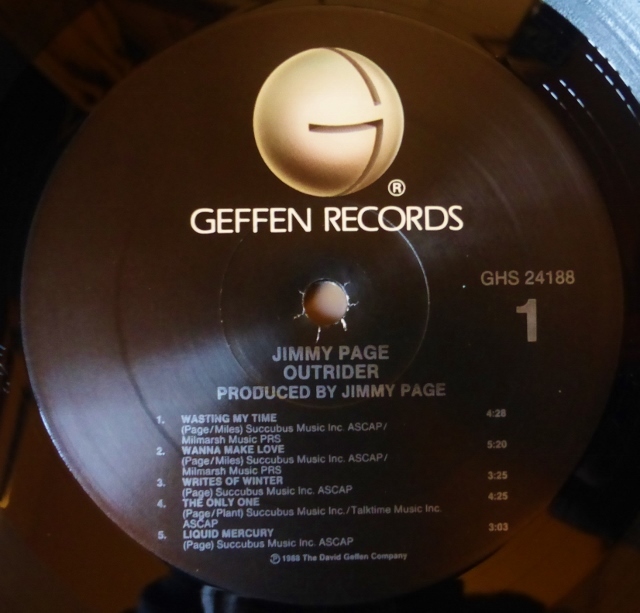 G
®
GEFFEN RECORDS
GHS 24188
1
JIMMY PAGE
OUTRIDER
PRODUCED BY JIMMY PAGE
1. WASTING MY TIME 4:28
(Page/Miles) Succubus Music Inc. ASCAP/
Milmarsh Music PRS
2. WANNA MAKE LOVE 5:20
(Page/Miles) Succubus Music Inc. ASCAP/
Milmarsh Music PRS
3. WRITES OF WINTER 3:25
(Page) Succubus Music Inc. ASCAP
4. THE ONLY ONE 4:25
(Page/Plant) Succubus Music Inc./Talktime Music Inc.
ASCAP
5. LIQUID MERCURY 3:03
(Page) Succubus Music Inc. ASCAP
℗ 1988 The David Geffen Company